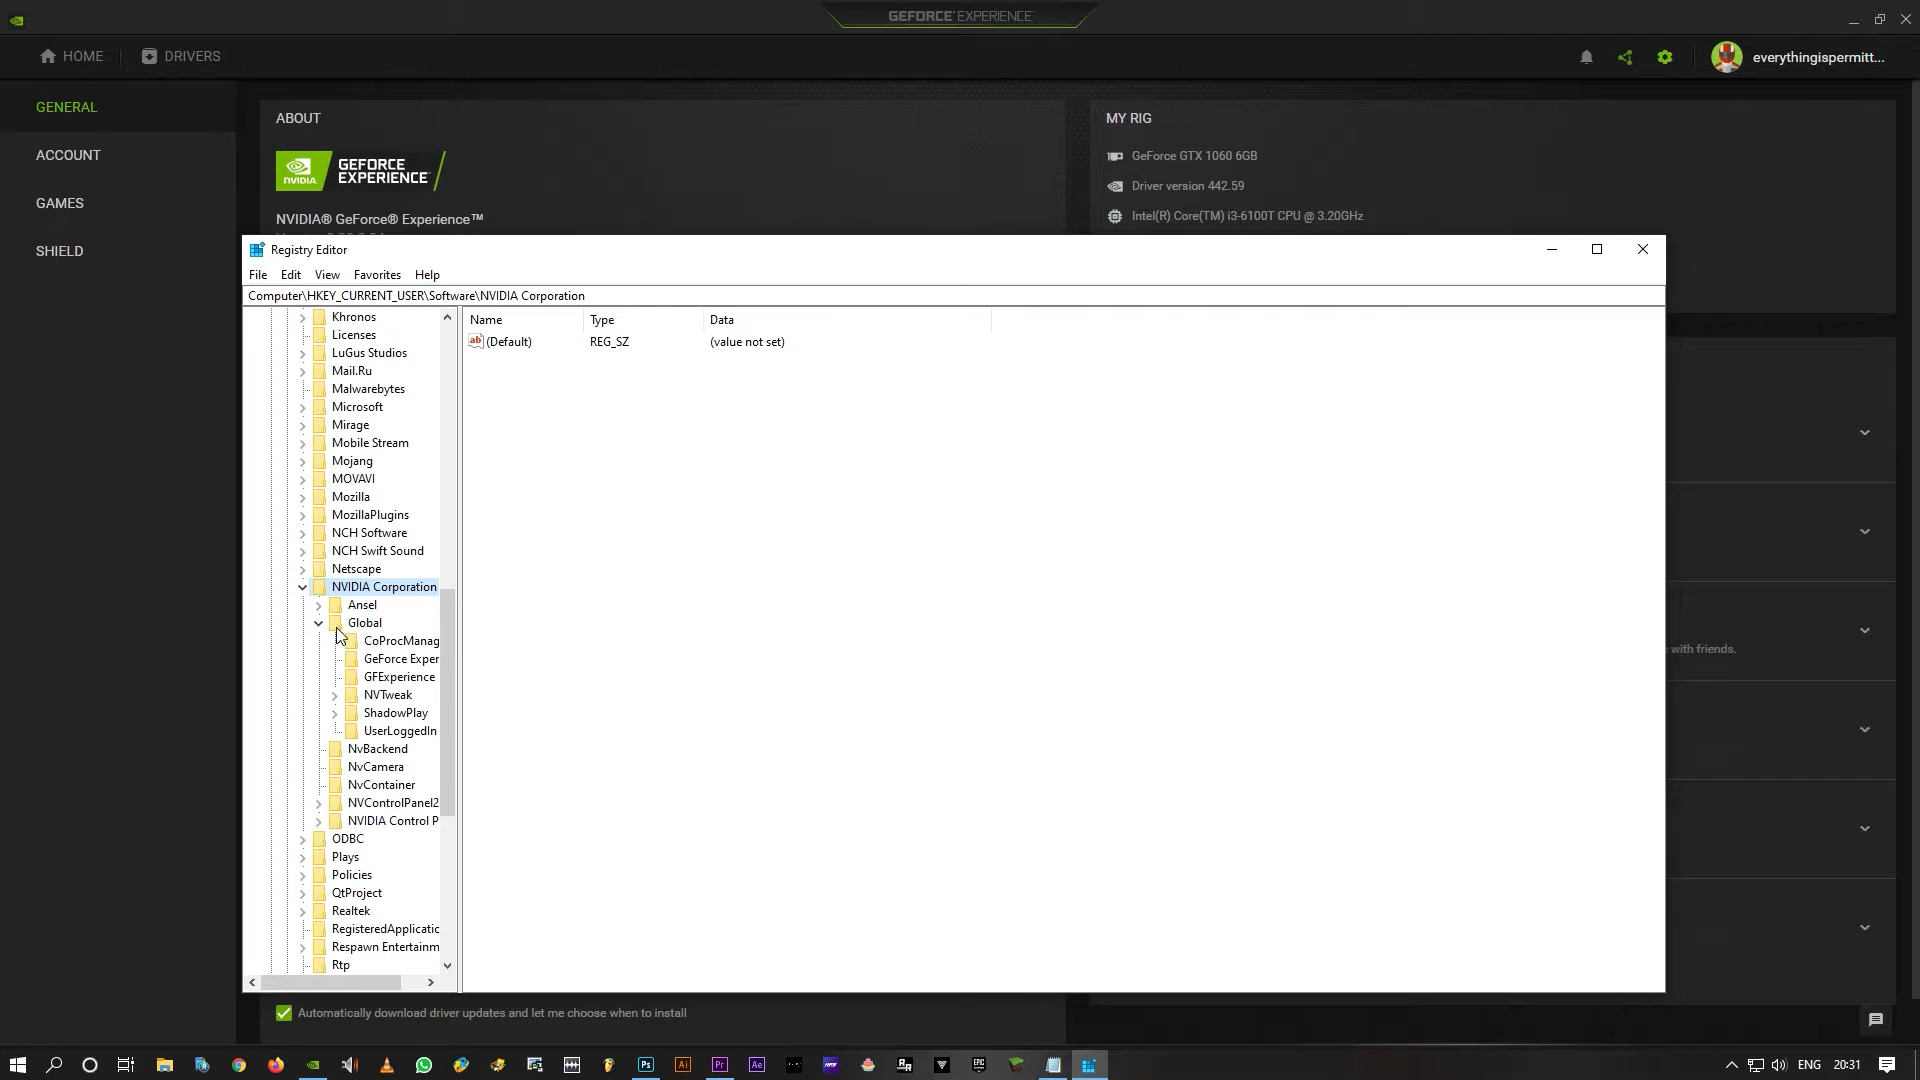 GEFORCE EXPERIENCE
HOME
DRIVERS
everythingispermitt...
GENERAL
ACCOUNT
GAMES
SHIELD
ABOUT
NVIDIA
GEFORCE
EXPERIENCE
NVIDIA® GeForce® Experience™
MY RIG
GeForce GTX 1060 6GB
Driver version 442.59
Intel(R) Core(TM) i3-6100T CPU @ 3.20GHz
Registry Editor
File Edit View Favorites Help
Computer\HKEY_CURRENT_USER\Software\NVIDIA Corporation
Khronos
Licenses
LuGus Studios
Mail.Ru
Malwarebytes
Microsoft
Mirage
Mobile Stream
Mojang
MOVAVI
Mozilla
MozillaPlugins
NCH Software
NCH Swift Sound
Netscape
NVIDIA Corporation
Ansel
Global
CoProcManag
GeForce Exper
GFExperience
NVTweak
ShadowPlay
UserLoggedIn
NvBackend
NvCamera
NvContainer
NVControlPanel2
NVIDIA Control P
ODBC
Plays
Policies
QtProject
Realtek
RegisteredApplicatic
Respawn Entertainm
Rtp
Name Type Data
ab (Default) REG_SZ (value not set)
with friends.
Automatically download driver updates and let me choose when to install
Ps Ai Pr Ae
ENG 20:31